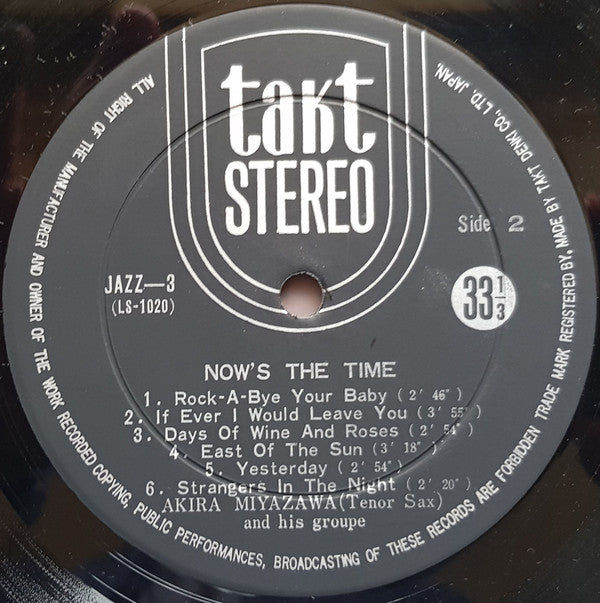 takt
STEREO
Side 2
JAZZ—3
(LS-1020)
33 1/3
NOW'S THE TIME
1. Rock-A-Bye Your Baby (2' 46")
2. If Ever I Would Leave You (3' 55")
3. Days Of Wine And Roses (2' 54")
4. East Of The Sun (3' 18")
5. Yesterday (2' 54")
6. Strangers In The Night (2' 20")
AKIRA MIYAZAWA (Tenor Sax)
and his groupe
ALL RIGHT OF THE MANUFACTURER AND OWNER OF THE WORK RECORDED COPYING, PUBLIC PERFORMANCES, BROADCASTING OF THESE RECORDS ARE FORBIDDEN TRADE MARK REGISTERED BY, MADE BY TAKT DENKI CO., LTD. JAPAN.